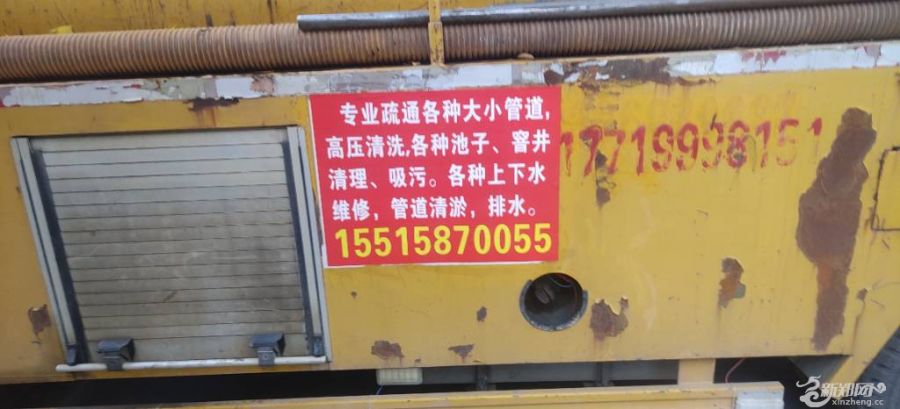 专业疏通各种大小管道,
高压清洗,各种池子、窨井
清理、吸污。各种上下水
维修，管道清淤，排水。
15515870055
17719998151
新郑网
xinzheng.cc